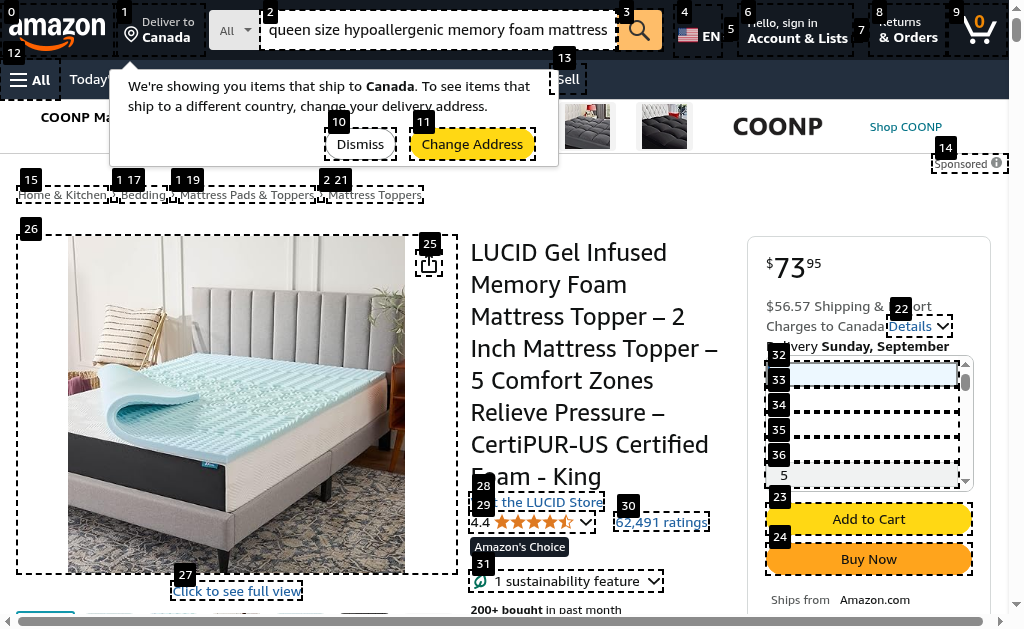 0
1
2
3
4
5
6
7
8
9
amazon
Deliver to
Canada
All
queen size hypoallergenic memory foam mattress
EN
Hello, sign in
Account & Lists
Returns
& Orders
0
12
All
Today'
13
Sell
We're showing you items that ship to Canada. To see items that
ship to a different country, change your delivery address.
10
Dismiss
11
Change Address
COONP Ma
COONP
Shop COONP
14
Sponsored
15
1 17
1 19
2 21
Home & Kitchen
›
Bedding
›
Mattress Pads & Toppers
›
Mattress Toppers
26
25
LUCID Gel Infused
Memory Foam
Mattress Topper – 2
Inch Mattress Topper –
5 Comfort Zones
Relieve Pressure –
CertiPUR-US Certified
Foam - King
28
the LUCID Store
29
4.4
30
62,491 ratings
Amazon's Choice
31
1 sustainability feature
200+ bought in past month
27
Click to see full view
$73.95
$56.57 Shipping &
ort
22
Charges to Canada
Details
Delivery Sunday, September
32
33
34
35
36
5
23
Add to Cart
24
Buy Now
Ships from
Amazon.com